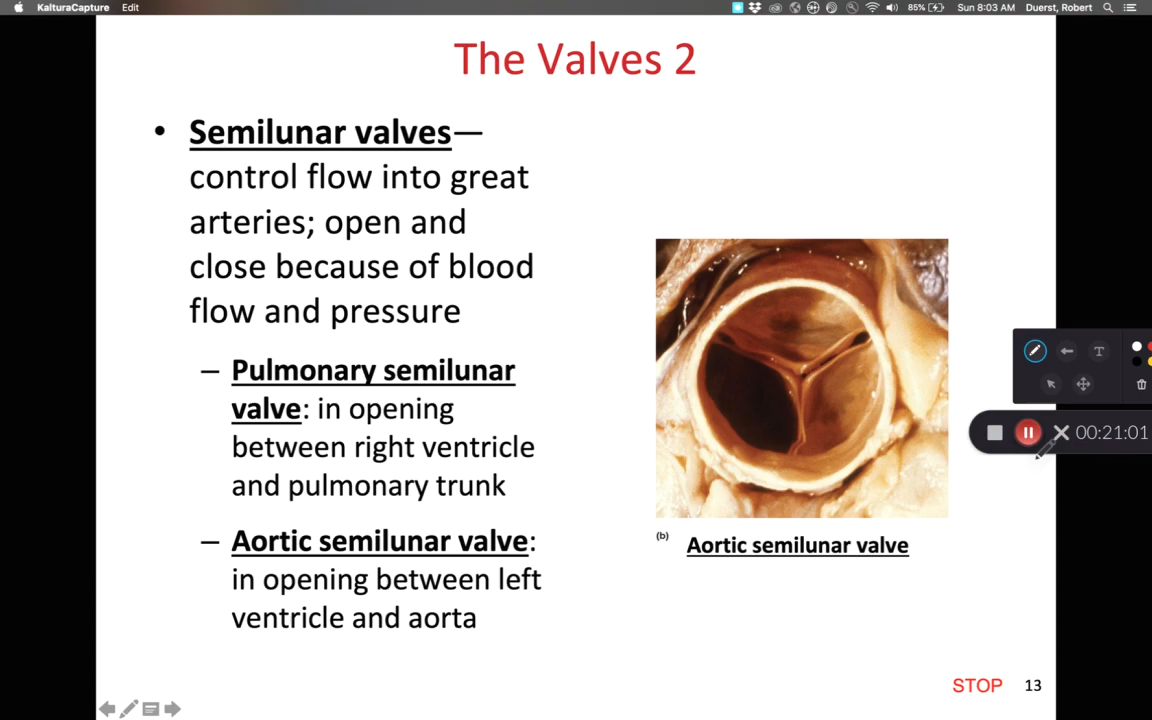 KalturaCapture Edit 85% Sun 8:03 AM Duerst, Robert
The Valves 2
• Semilunar valves—
control flow into great
arteries; open and
close because of blood
flow and pressure
– Pulmonary semilunar
valve: in opening
between right ventricle
and pulmonary trunk
– Aortic semilunar valve:
in opening between left
ventricle and aorta
(b) Aortic semilunar valve
T
00:21:01
STOP 13